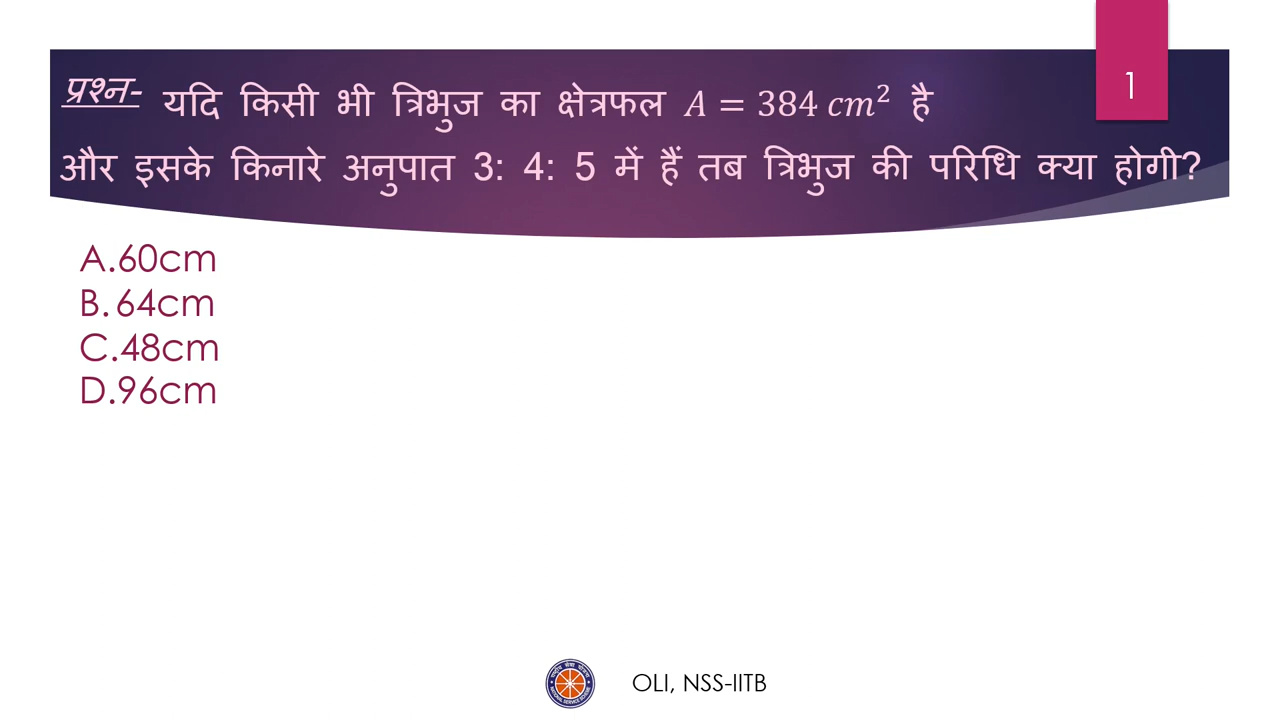 1
प्रश्न- यदि किसी भी त्रिभुज का क्षेत्रफल A = 384 cm² है
और इसके किनारे अनुपात 3: 4: 5 में हैं तब त्रिभुज की परिधि क्या होगी?
A.60cm
B.64cm
C.48cm
D.96cm
OLI, NSS-IITB